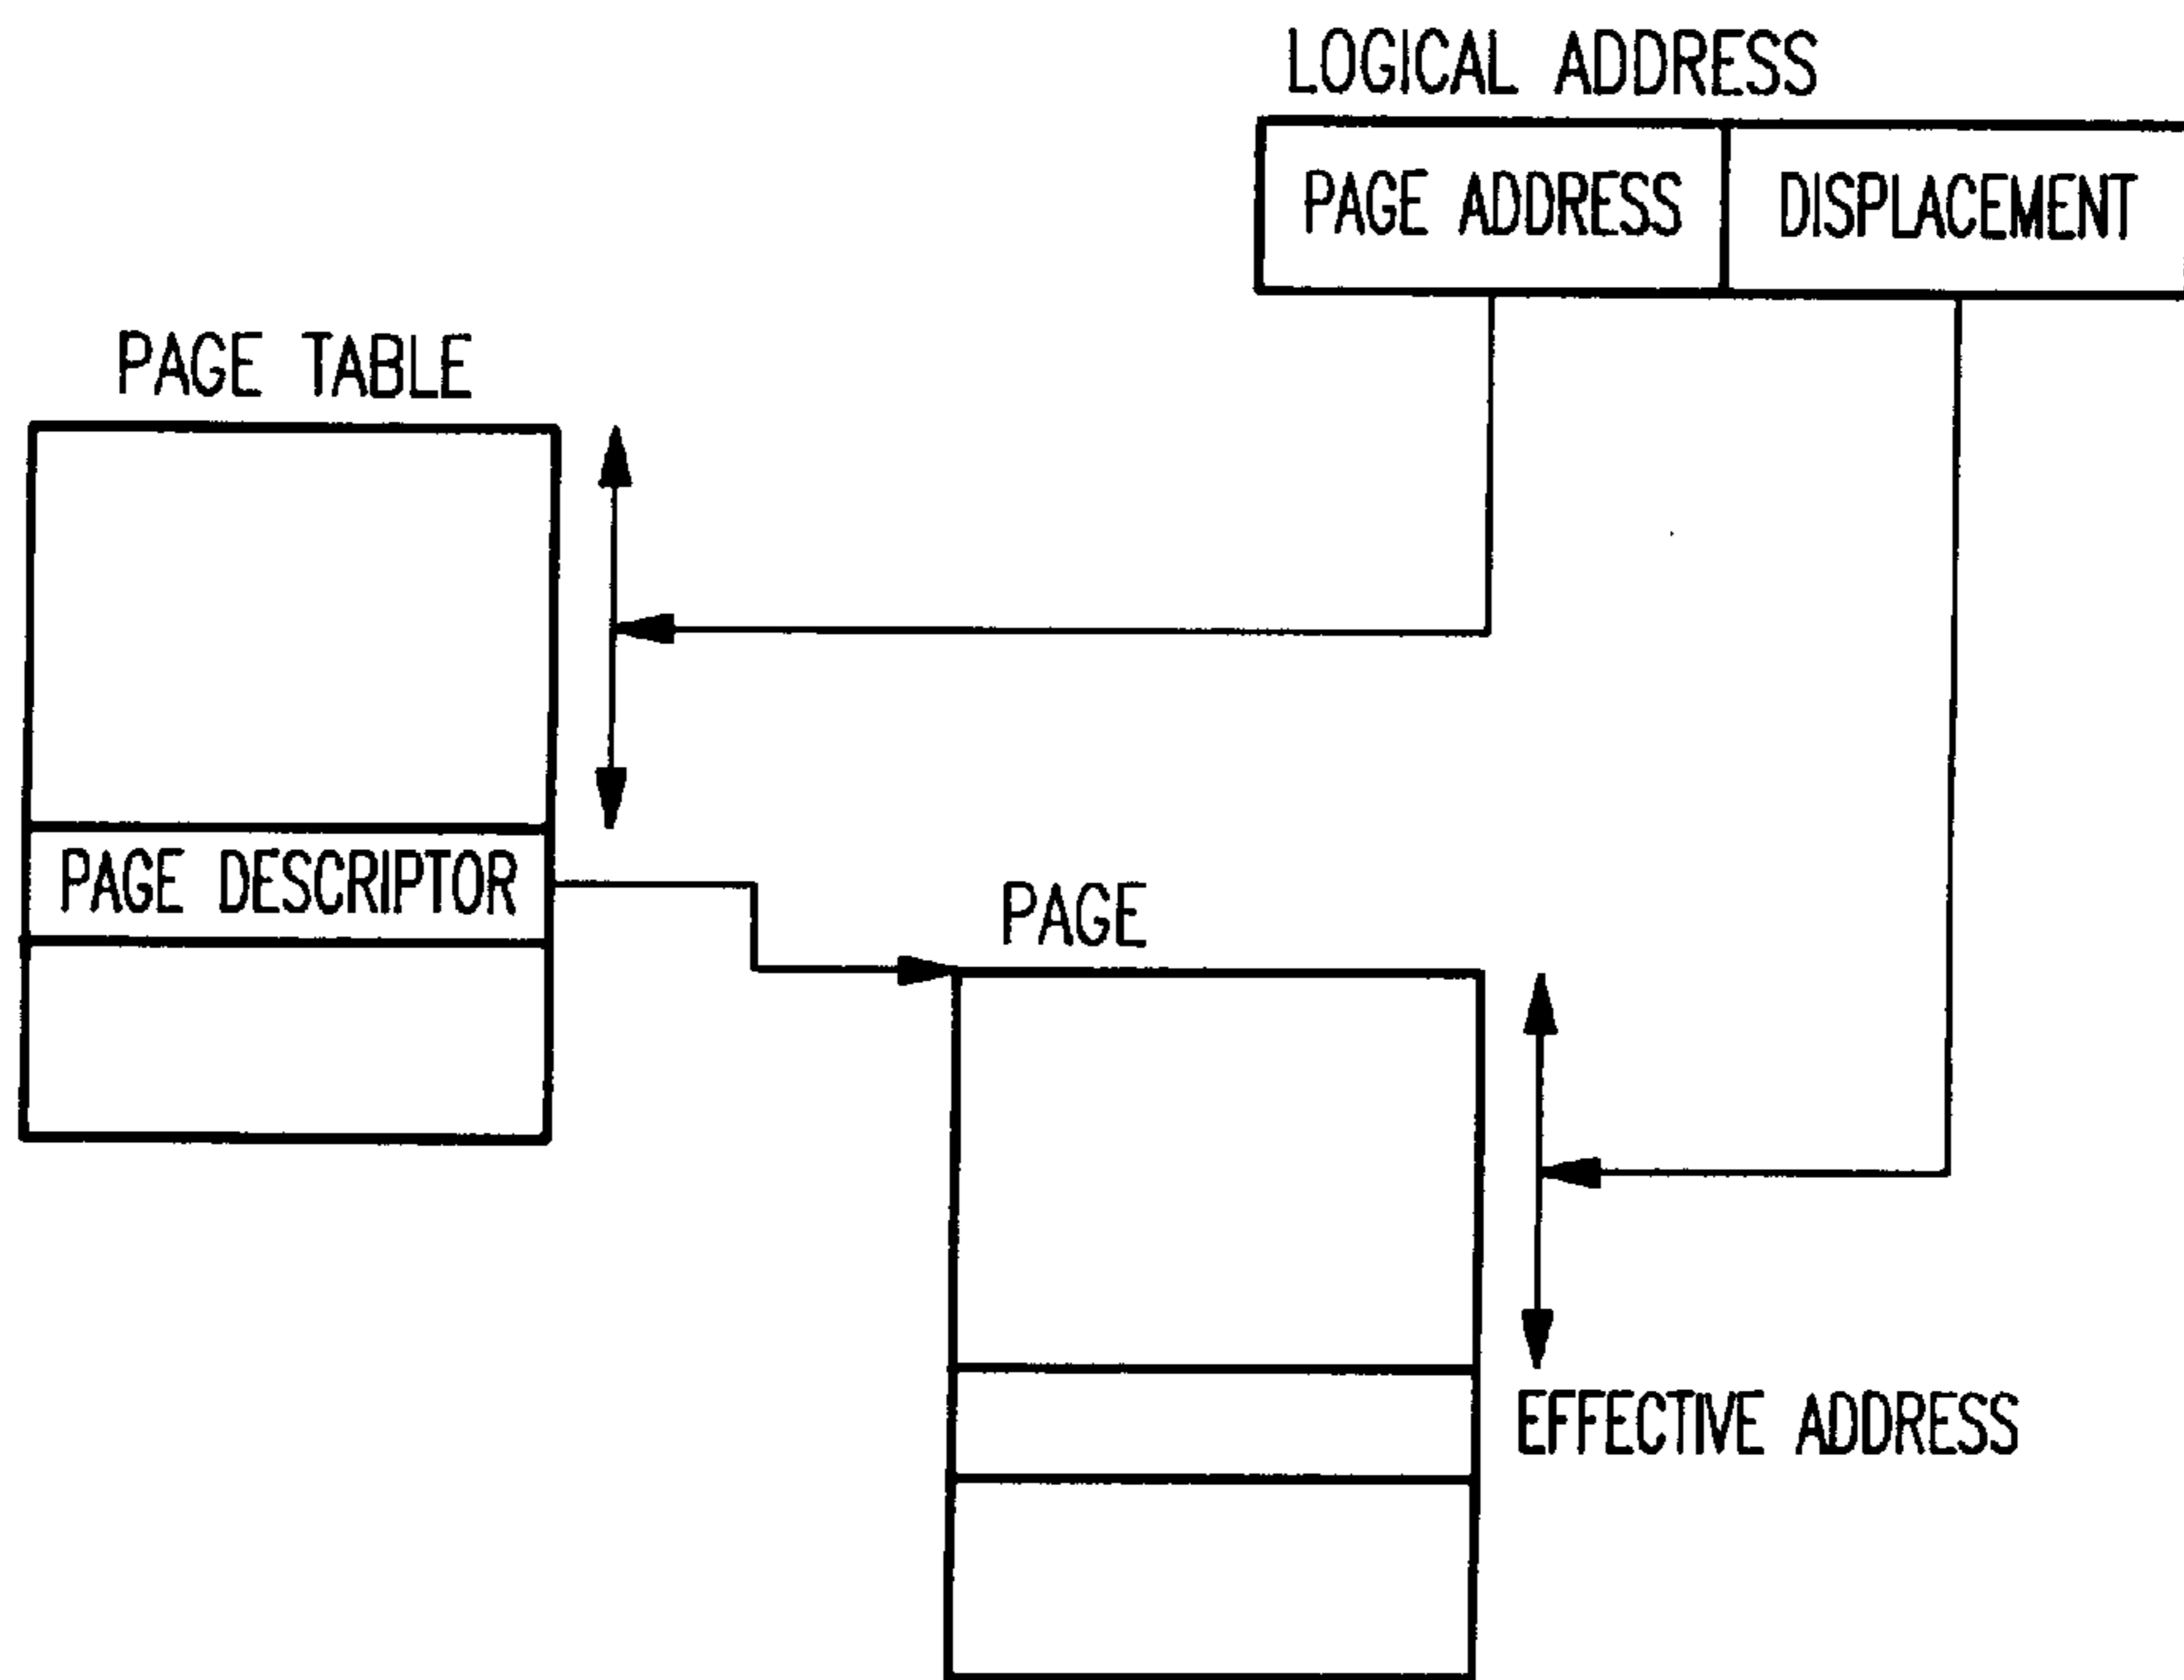 LOGICAL ADDRESS
PAGE ADDRESS DISPLACEMENT
PAGE TABLE
PAGE DESCRIPTOR
PAGE
EFFECTIVE ADDRESS